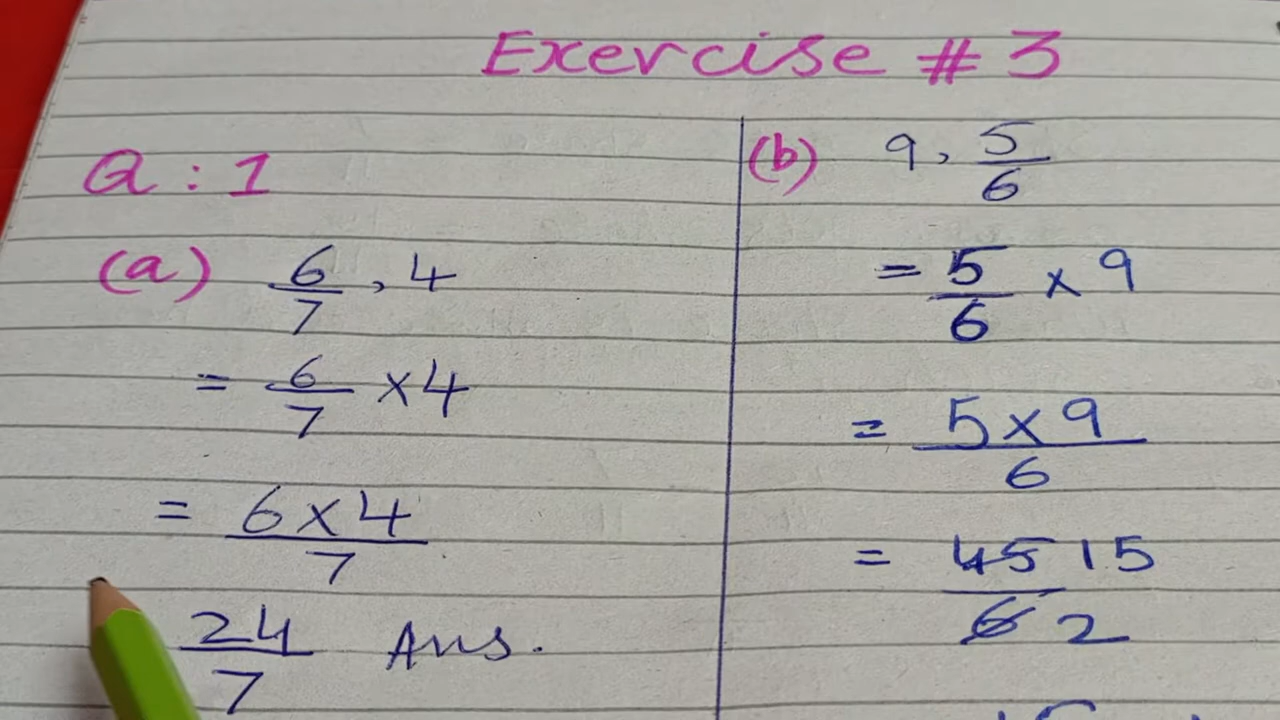 Exercise # 3
Q : 1
(a) 6/7 , 4
= 6/7 × 4
= 6 × 4 / 7
24/7 Ans.
(b) 9, 5/6
= 5/6 × 9
= 5 × 9 / 6
= 45 15 / 6 2